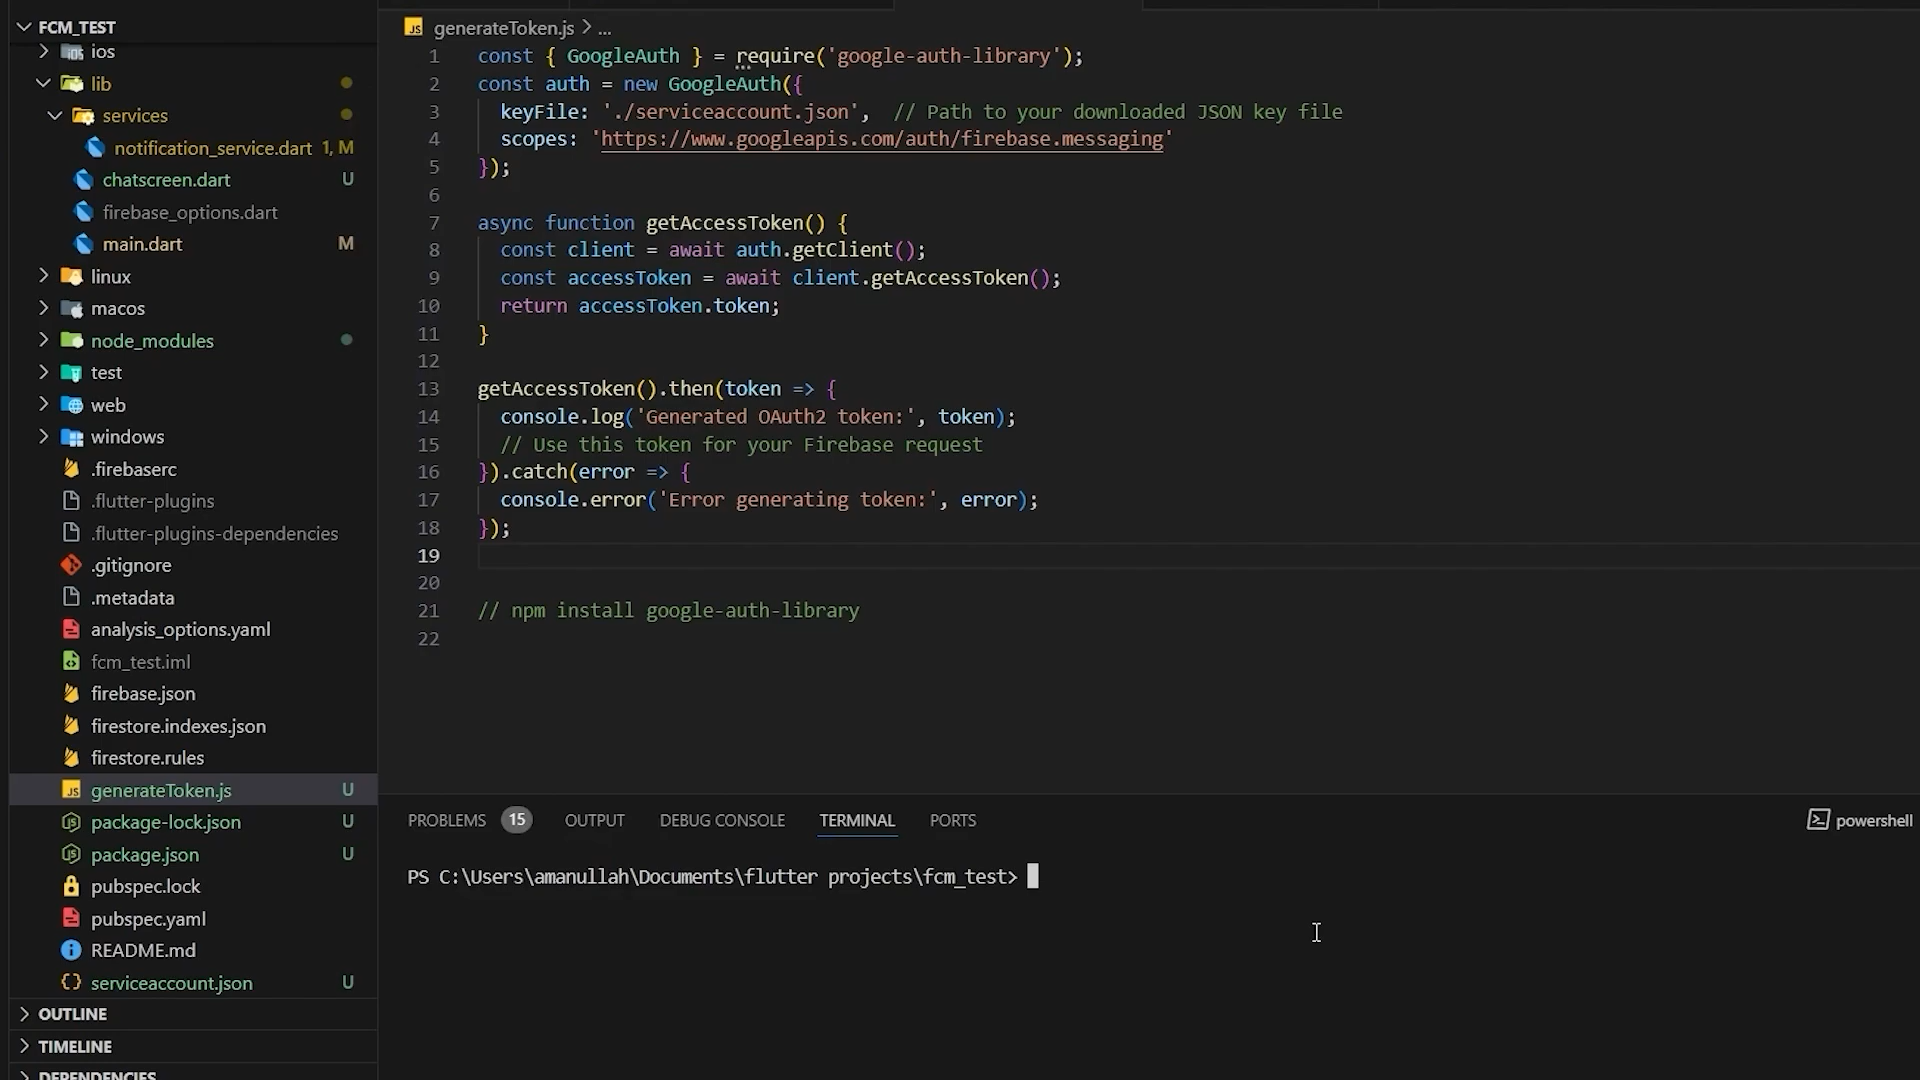 FCM_TEST
ios
lib
services
notification_service.dart 1, M
chatscreen.dart U
firebase_options.dart
main.dart M
linux
macos
node_modules
test
web
windows
.firebaserc
.flutter-plugins
.flutter-plugins-dependencies
.gitignore
.metadata
analysis_options.yaml
fcm_test.iml
firebase.json
firestore.indexes.json
firestore.rules
JS generateToken.js U
package-lock.json U
package.json U
pubspec.lock
pubspec.yaml
README.md
{} serviceaccount.json U
OUTLINE
TIMELINE
DEPENDENCIES
JS generateToken.js > ...
1 const { GoogleAuth } = require('google-auth-library');
2 const auth = new GoogleAuth({
3 keyFile: './serviceaccount.json', // Path to your downloaded JSON key file
4 scopes: 'https://www.googleapis.com/auth/firebase.messaging'
5 });
6
7 async function getAccessToken() {
8 const client = await auth.getClient();
9 const accessToken = await client.getAccessToken();
10 return accessToken.token;
11 }
12
13 getAccessToken().then(token => {
14 console.log('Generated OAuth2 token:', token);
15 // Use this token for your Firebase request
16 }).catch(error => {
17 console.error('Error generating token:', error);
18 });
19
20
21 // npm install google-auth-library
22
PROBLEMS 15 OUTPUT DEBUG CONSOLE TERMINAL PORTS powershell
PS C:\Users\amanullah\Documents\flutter projects\fcm_test>